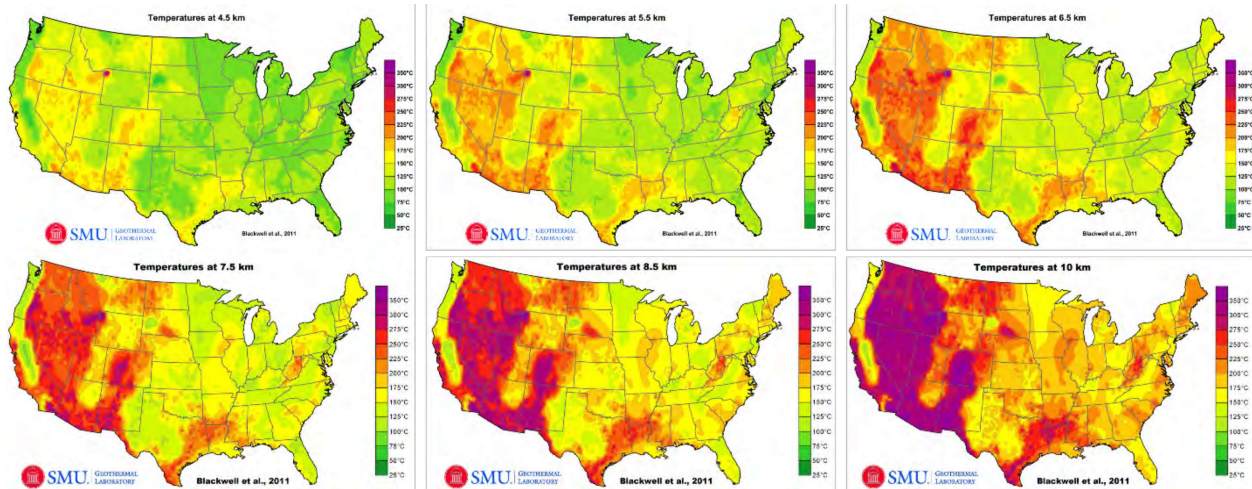 Temperatures at 4.5 km
350°C
325°C
300°C
275°C
250°C
225°C
200°C
175°C
150°C
125°C
100°C
75°C
50°C
25°C
SMU. GEOTHERMAL
LABORATORY
Blackwell et al., 2011
Temperatures at 5.5 km
350°C
325°C
300°C
275°C
250°C
225°C
200°C
175°C
150°C
125°C
100°C
75°C
50°C
25°C
SMU. GEOTHERMAL
LABORATORY
Blackwell et al., 2011
Temperatures at 6.5 km
350°C
325°C
300°C
275°C
250°C
225°C
200°C
175°C
150°C
125°C
100°C
75°C
50°C
25°C
SMU. GEOTHERMAL
LABORATORY
Blackwell et al., 2011
Temperatures at 7.5 km
350°C
325°C
300°C
275°C
250°C
225°C
200°C
175°C
150°C
125°C
100°C
75°C
50°C
25°C
SMU. GEOTHERMAL
LABORATORY
Blackwell et al., 2011
Temperatures at 8.5 km
350°C
325°C
300°C
275°C
250°C
225°C
200°C
175°C
150°C
125°C
100°C
75°C
50°C
25°C
SMU. GEOTHERMAL
LABORATORY
Blackwell et al., 2011
Temperatures at 10 km
350°C
325°C
300°C
275°C
250°C
225°C
200°C
175°C
150°C
125°C
100°C
75°C
50°C
25°C
SMU. GEOTHERMAL
LABORATORY
Blackwell et al., 2011